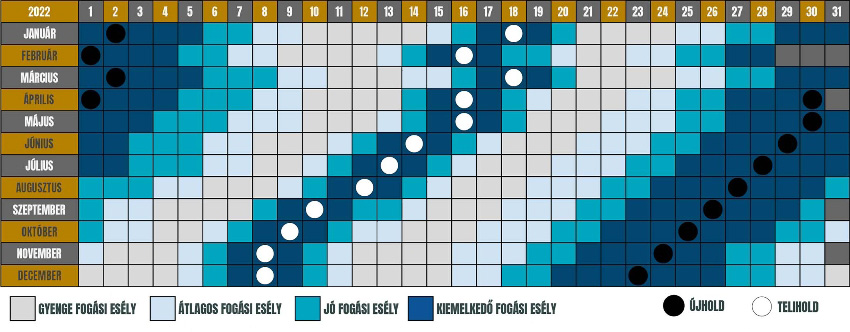 2022 1 2 3 4 5 6 7 8 9 10 11 12 13 14 15 16 17 18 19 20 21 22 23 24 25 26 27 28 29 30 31
JANUÁR
FEBRUÁR
MÁRCIUS
ÁPRILIS
MÁJUS
JÚNIUS
JÚLIUS
AUGUSZTUS
SZEPTEMBER
OKTÓBER
NOVEMBER
DECEMBER
GYENGE FOGÁSI ESÉLY ÁTLAGOS FOGÁSI ESÉLY JÓ FOGÁSI ESÉLY KIEMELKEDŐ FOGÁSI ESÉLY ÚJHOLD TELIHOLD